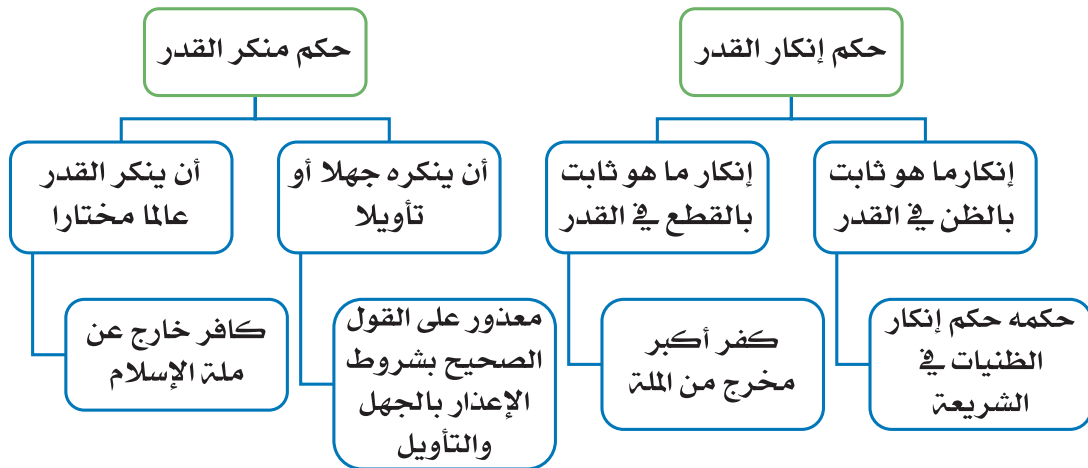 حكم إنكار القدر
إنكارما هو ثابت
بالظن في القدر
حكمه حكم إنكار
الظنيات في
الشريعة
إنكار ما هو ثابت
بالقطع في القدر
كفر أكبر
مخرج من الملة
حكم منكر القدر
أن ينكره جهلا أو
تأويلا
معذور على القول
الصحيح بشروط
الإعذار بالجهل
والتأويل
أن ينكر القدر
عالما مختارا
كافر خارج عن
ملة الإسلام